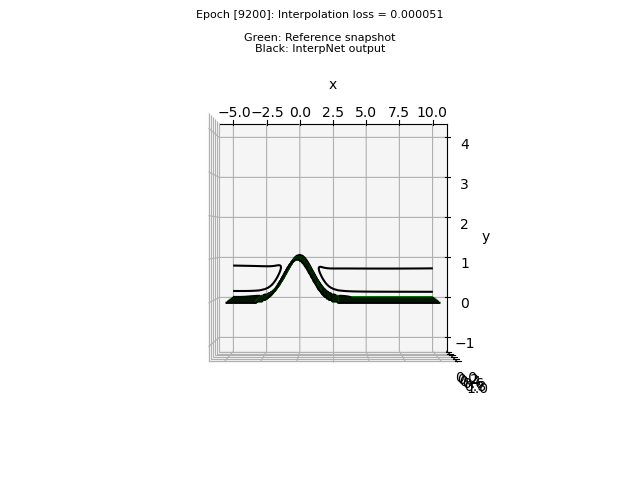 Epoch [9200]: Interpolation loss = 0.000051
Green: Reference snapshot
Black: InterpNet output
x
−5.0 −2.5 0.0 2.5 5.0 7.5 10.0
4
3
2
y
1
0
−1